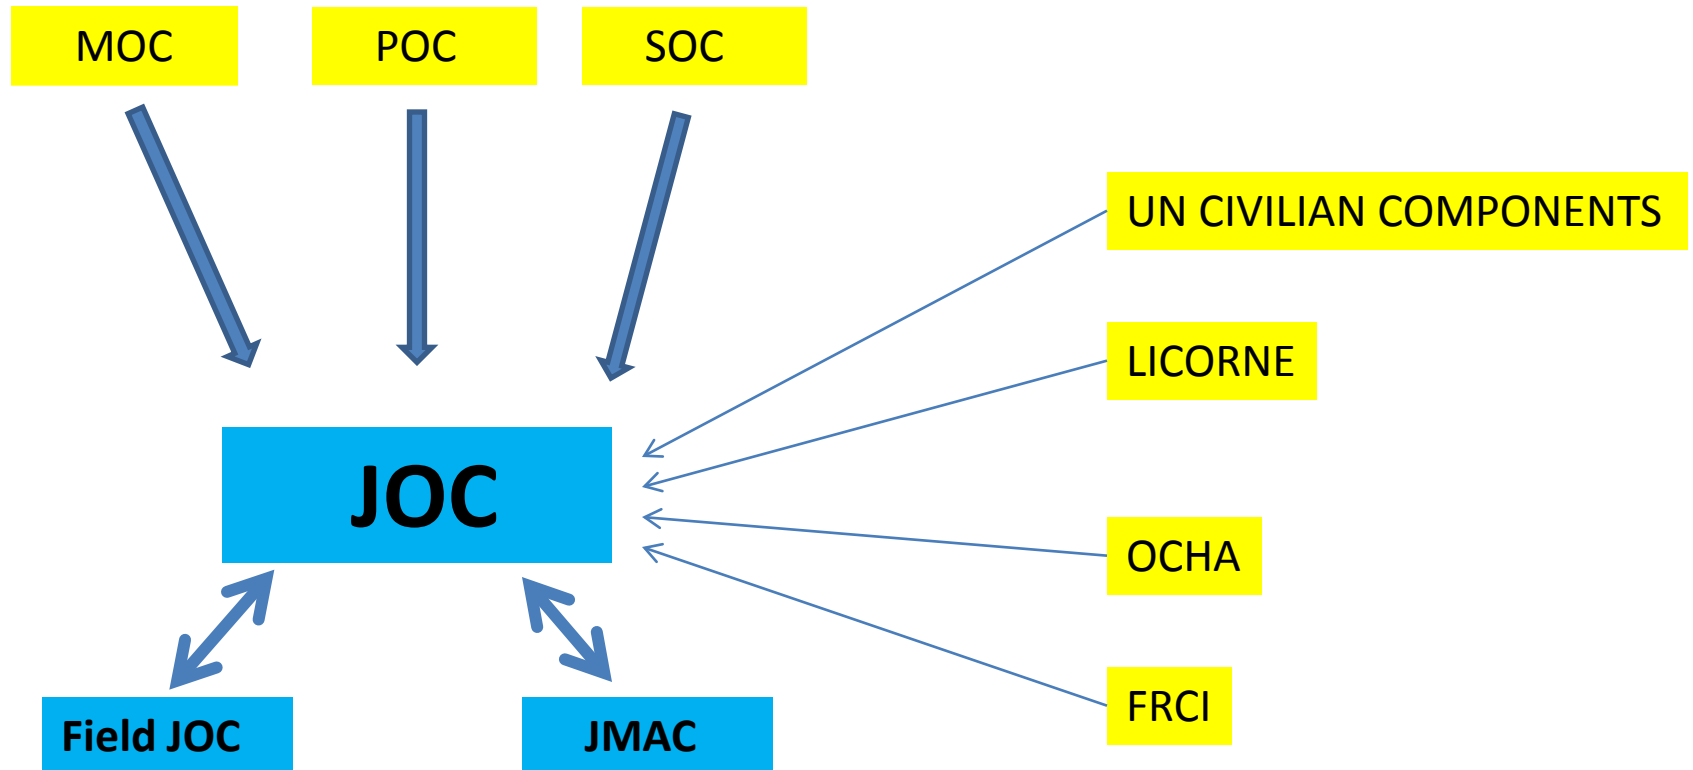 MOC
POC
SOC
UN CIVILIAN COMPONENTS
LICORNE
JOC
OCHA
FRCI
Field JOC
JMAC